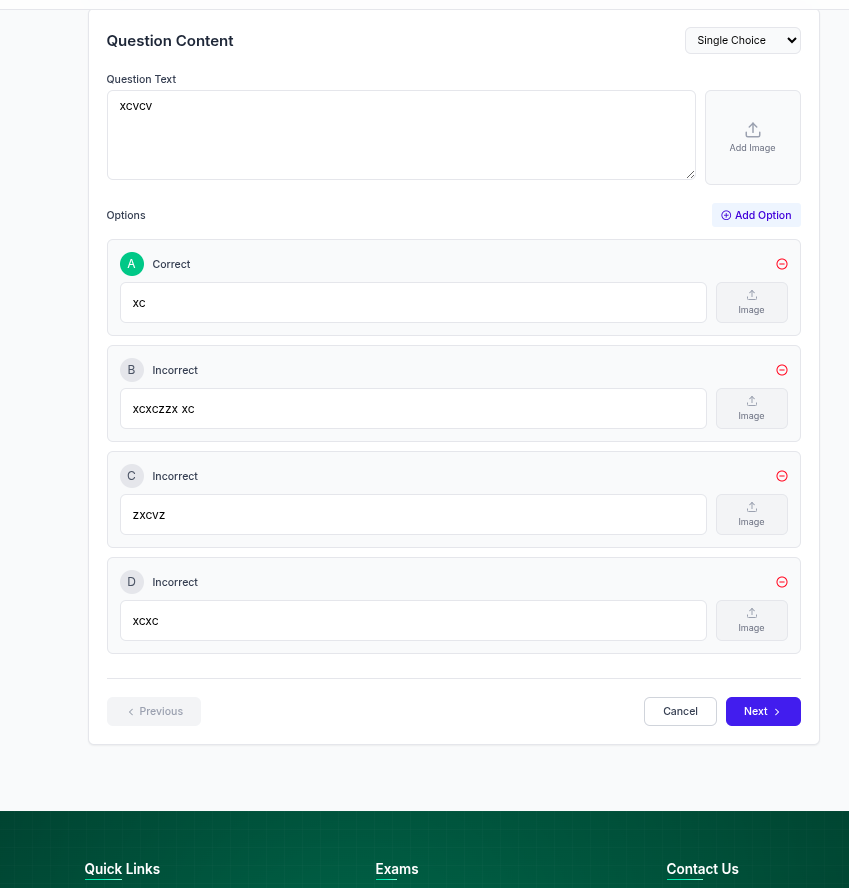 Question Content
Single Choice
Question Text
xcvcv
Add Image
Options
Add Option
A Correct
xc
Image
B Incorrect
xcxczzx xc
Image
C Incorrect
zxcvz
Image
D Incorrect
xcxc
Image
Previous
Cancel
Next
Quick Links
Exams
Contact Us